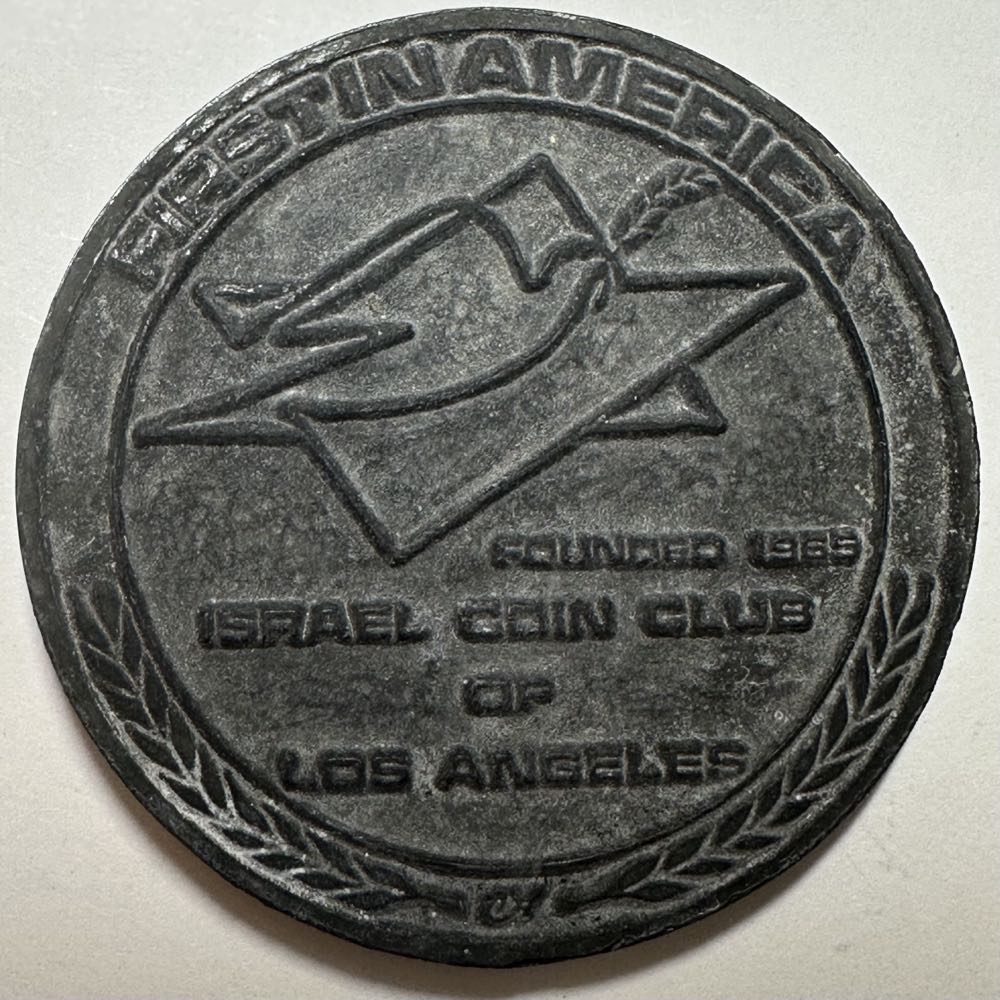 FIRST IN AMERICA
FOUNDED 1965
ISRAEL COIN CLUB
OF
LOS ANGELES